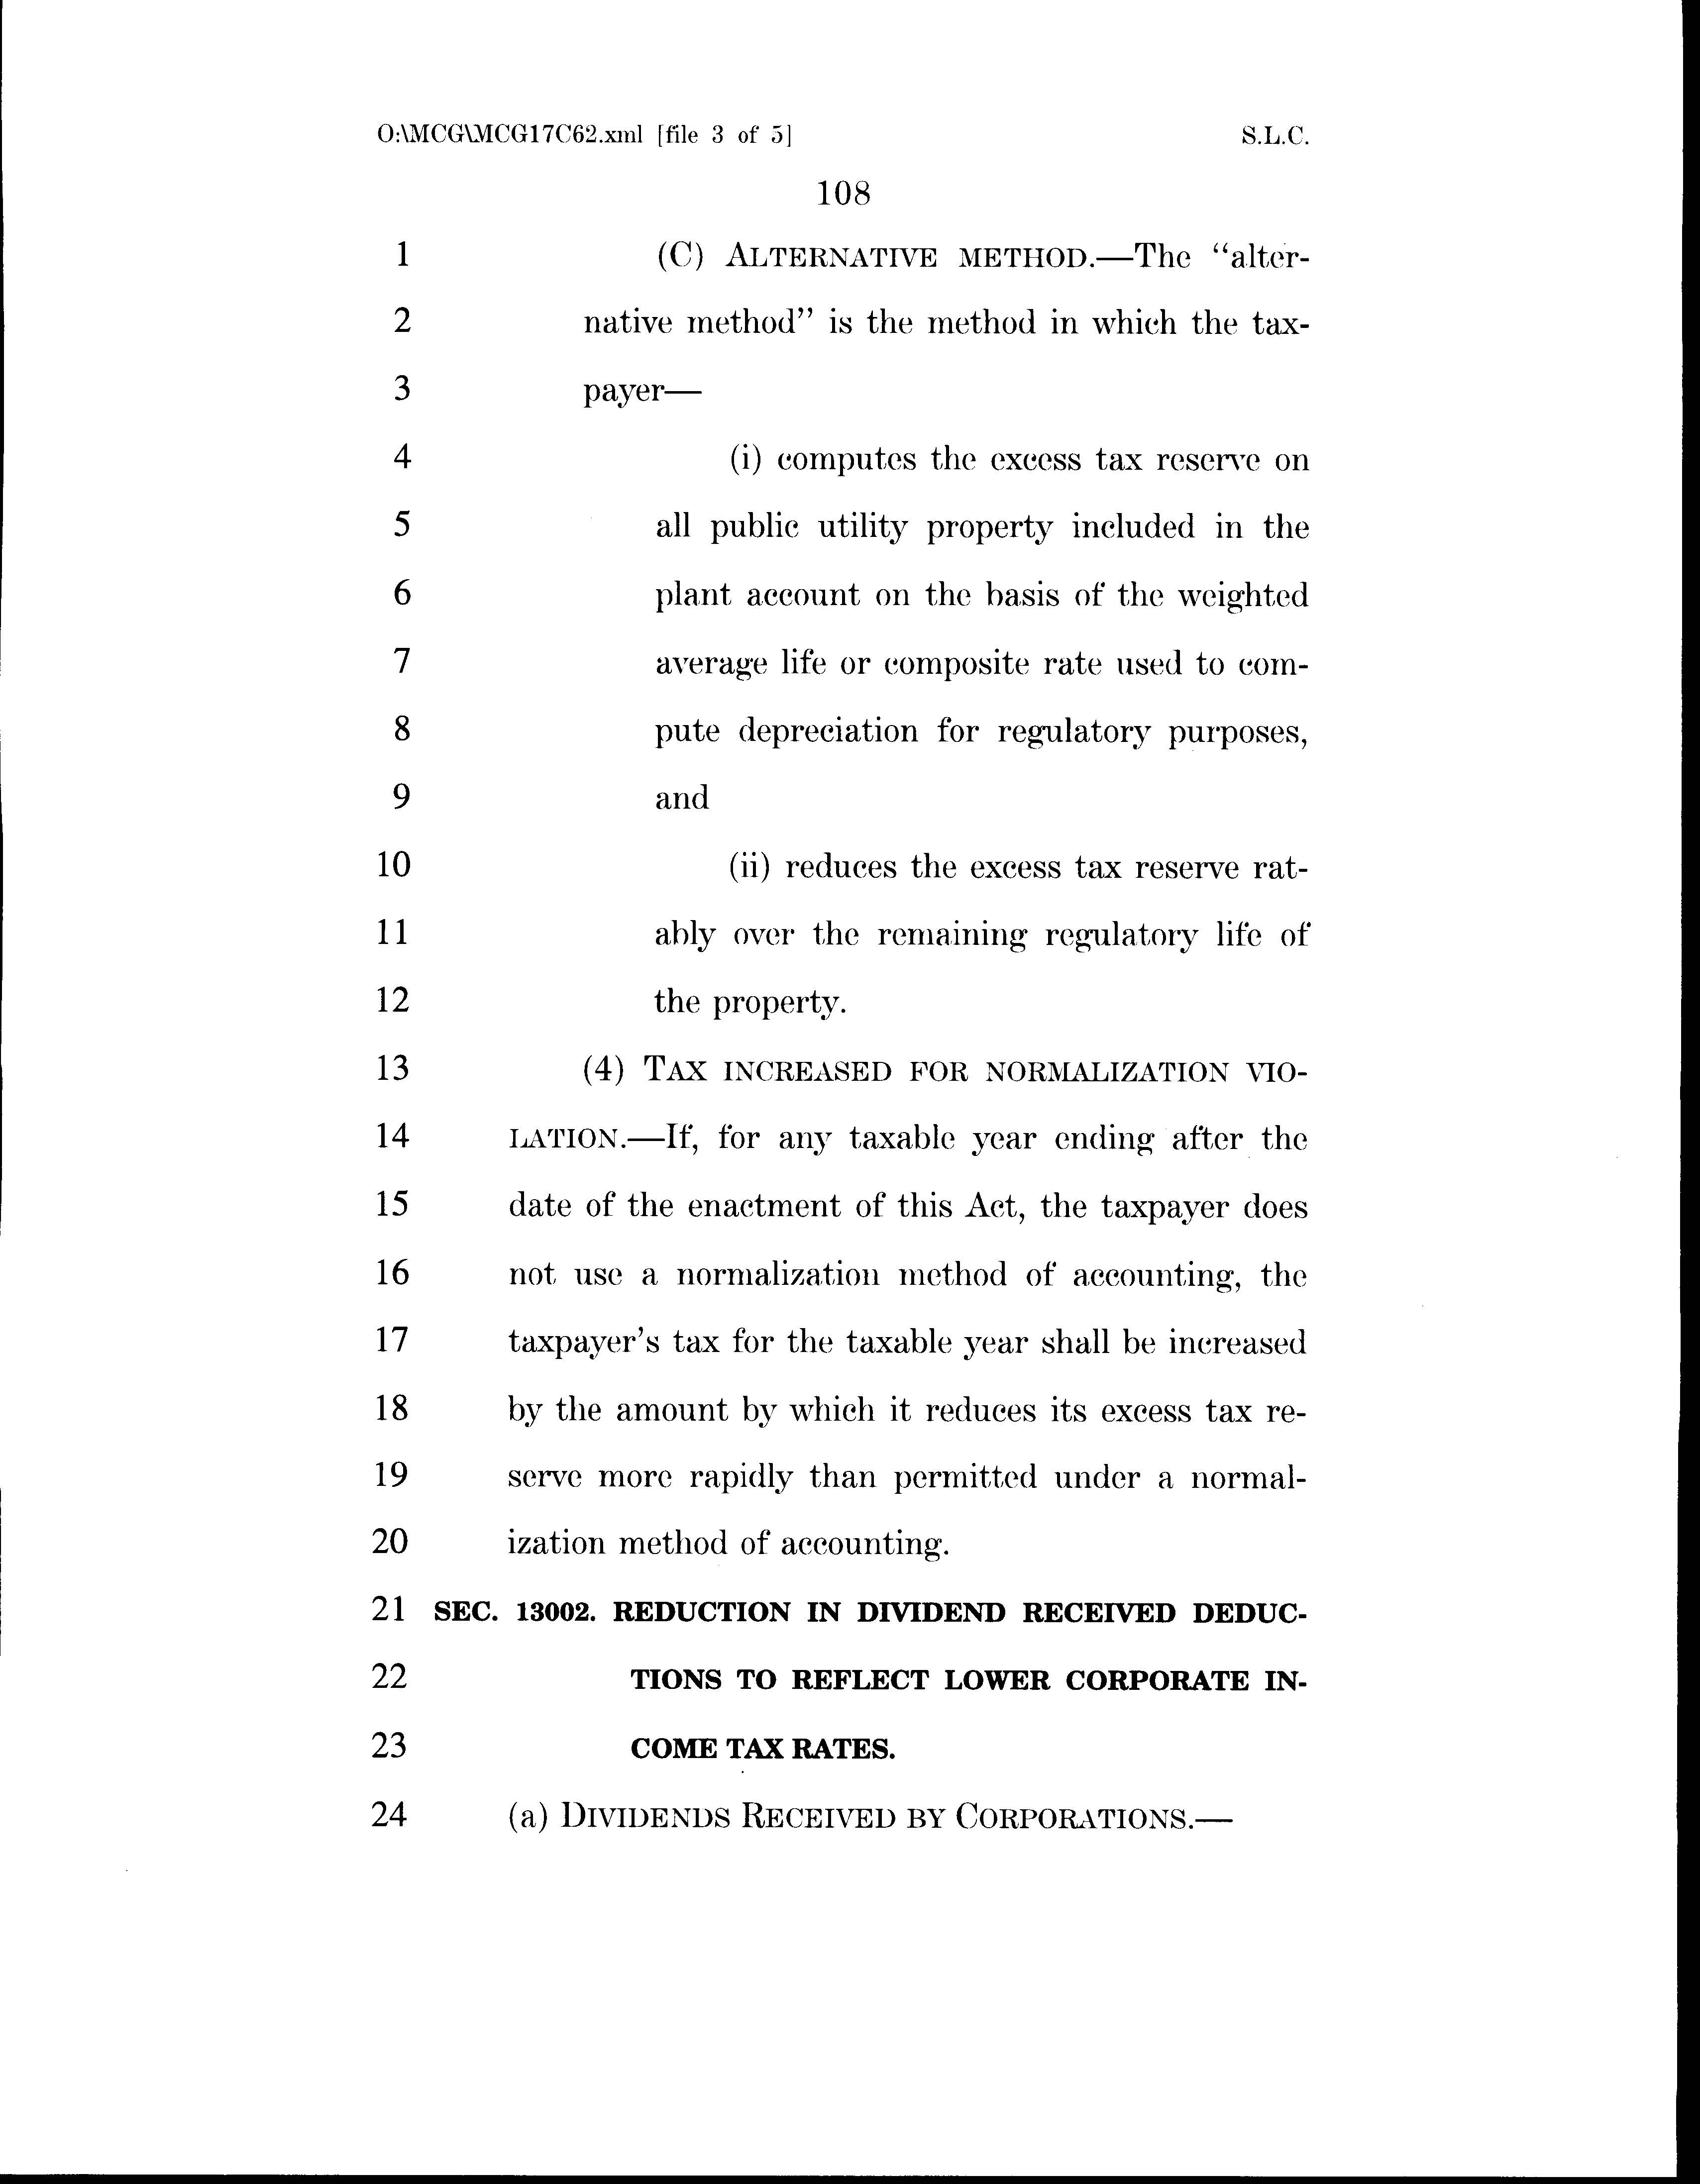 O:\MCG\MCG17C62.xml [file 3 of 5] S.L.C.
108
1 (C) ALTERNATIVE METHOD.—The “alter-
2 native method” is the method in which the tax-
3 payer—
4 (i) computes the excess tax reserve on
5 all public utility property included in the
6 plant account on the basis of the weighted
7 average life or composite rate used to com-
8 pute depreciation for regulatory purposes,
9 and
10 (ii) reduces the excess tax reserve rat-
11 ably over the remaining regulatory life of
12 the property.
13 (4) TAX INCREASED FOR NORMALIZATION VIO-
14 LATION.—If, for any taxable year ending after the
15 date of the enactment of this Act, the taxpayer does
16 not use a normalization method of accounting, the
17 taxpayer’s tax for the taxable year shall be increased
18 by the amount by which it reduces its excess tax re-
19 serve more rapidly than permitted under a normal-
20 ization method of accounting.
21 SEC. 13002. REDUCTION IN DIVIDEND RECEIVED DEDUC-
22 TIONS TO REFLECT LOWER CORPORATE IN-
23 COME TAX RATES.
24 (a) DIVIDENDS RECEIVED BY CORPORATIONS.—